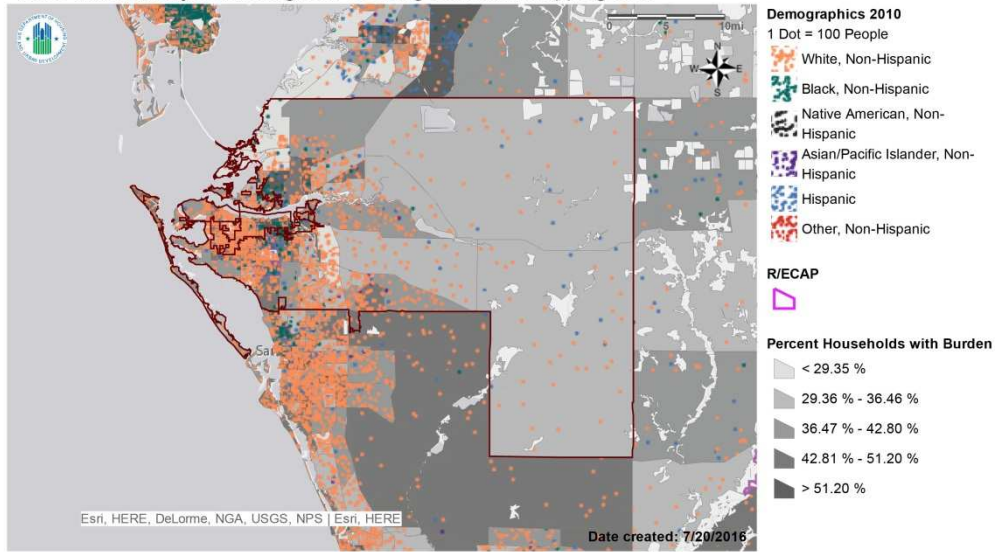 0 5 10mi
N
W E
S
Sar
Esri, HERE, DeLorme, NGA, USGS, NPS | Esri, HERE
Date created: 7/20/2016
Demographics 2010
1 Dot = 100 People
White, Non-Hispanic
Black, Non-Hispanic
Native American, Non-
Hispanic
Asian/Pacific Islander, Non-
Hispanic
Hispanic
Other, Non-Hispanic
R/ECAP
Percent Households with Burden
< 29.35 %
29.36 % - 36.46 %
36.47 % - 42.80 %
42.81 % - 51.20 %
> 51.20 %